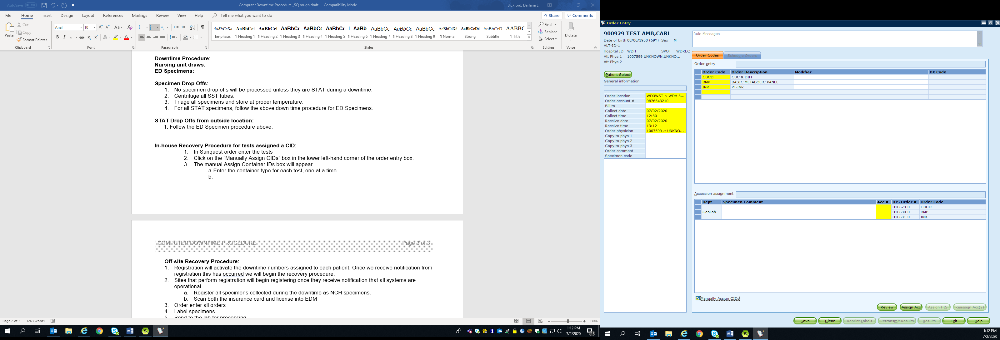 AutoSave Off
Computer Downtime Procedure _SQ rough draft - Compatibility Mode
Bickford, Darlene L.
File Home Insert Design Layout References Mailings Review View Help Tell me what you want to do
Share Comments
Paste
Cut
Copy
Format Painter
Clipboard
Arial 10
Font
Paragraph
AaBbCcDc AaBbCcI AaBbCcI AaBbCc AaBbCc AaBbCc I. AaBb AaBbCc AaBbCc AaBbCc AaBbCcDc AaBbCcDd AaBbCcD AABBC
Emphasis ¶ Heading 1 ¶ Heading 2 ¶ Heading 3 ¶ Heading 4 ¶ Heading 5 ¶ Heading 6 ¶ Heading 7 ¶ Heading 8 ¶ Heading 9 ¶ Normal Strong Subtitle ¶ Title
Styles
Find
Replace
Select
Editing
Dictate
Voice
Downtime Procedure:
Nursing unit draws:
ED Specimens:
Specimen Drop Offs:
1. No specimen drop offs will be processed unless they are STAT during a downtime.
2. Centrifuge all SST tubes.
3. Triage all specimens and store at proper temperature.
4. For all STAT specimens, follow the above down time procedure for ED Specimens.
STAT Drop Offs from outside location:
1. Follow the ED Specimen procedure above.
In-house Recovery Procedure for tests assigned a CID:
1. In Sunquest order enter the tests
2. Click on the “Manually Assign CIDs” box in the lower left-hand corner of the order entry box.
3. The manual Assign Container IDs box will appear
a. Enter the container type for each test, one at a time.
b.
COMPUTER DOWNTIME PROCEDURE Page 3 of 3
Off-site Recovery Procedure:
1. Registration will activate the downtime numbers assigned to each patient. Once we receive notification from
registration this has occurred we will begin the recovery procedure.
2. Sites that perform registration will begin registering once they receive notification that all systems are
operational.
a. Register all specimens collected during the downtime as NCH specimens.
b. Scan both the insurance card and license into EDM
3. Order enter all orders
4. Label specimens
5. Send to the lab for processing
Page 2 of 3 1263 words
130%
1:12 PM
7/2/2020
21
Order Entry
900929 TEST AMB,CARL
Date of birth 08/06/1950 (69Y) Sex M
ALT-ID-1
Hospital ID WDH SPOT WDREC
Att Phys 1 1007599 UNKNOWN,UNKNO...
Att Phys 2
Patient Select
General information
Order location WD3WST ~ WDH 3...
Order account # 9876543210
Bill to
Collect date 07/02/2020
Collect time 12:30
Receive date 07/02/2020
Receive time 13:12
Order physician 1007599 ~ UNKNO...
Copy to phys 1
Copy to phys 2
Copy to phys 3
Order comment
Specimen code
Rule Messages
Order Codes Schedule Orders
Order entry
Order Code Order Description Modifier DX Code
CBCD CBC & DIFF
BMP BASIC METABOLIC PANEL
INR PT-INR
Accession assignment
Dept Specimen Comment Acc # HIS Order # Order Code
H16679-0 CBCD
GenLab H16680-0 BMP
H16681-0 INR
Manually Assign CIDs
Review Assign Acc Assign HIS Reassign Acc(2)
Save Clear Reprint Labels Retransmit Results Results Exit Help
1:12 PM
7/2/2020